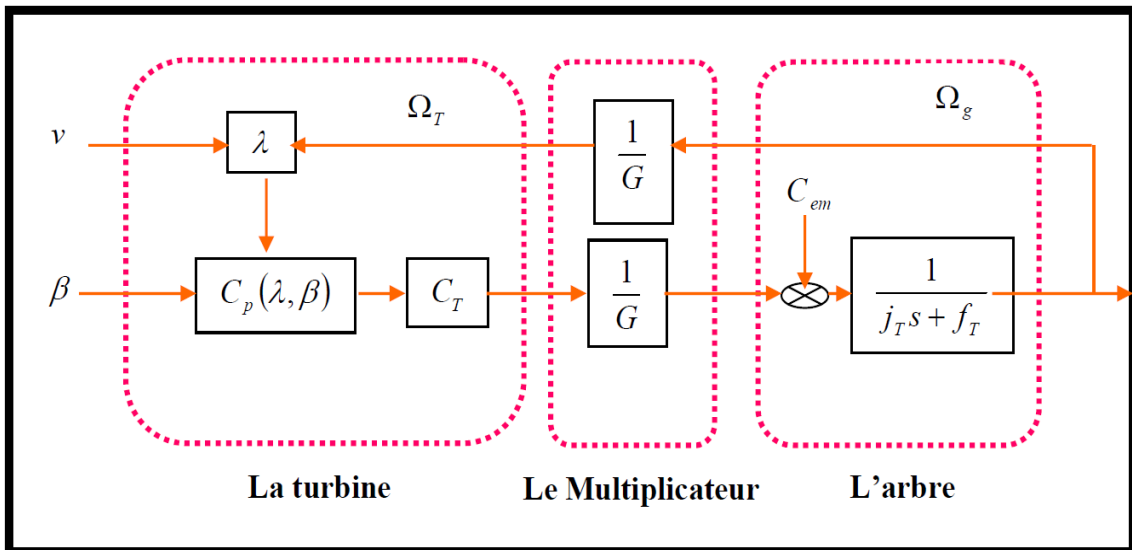 v
Ω_T
Ω_g
λ
1/G
C_em
β
C_p(λ,β)
C_T
1/G
1/(j_T s + f_T)
La turbine
Le Multiplicateur
L'arbre